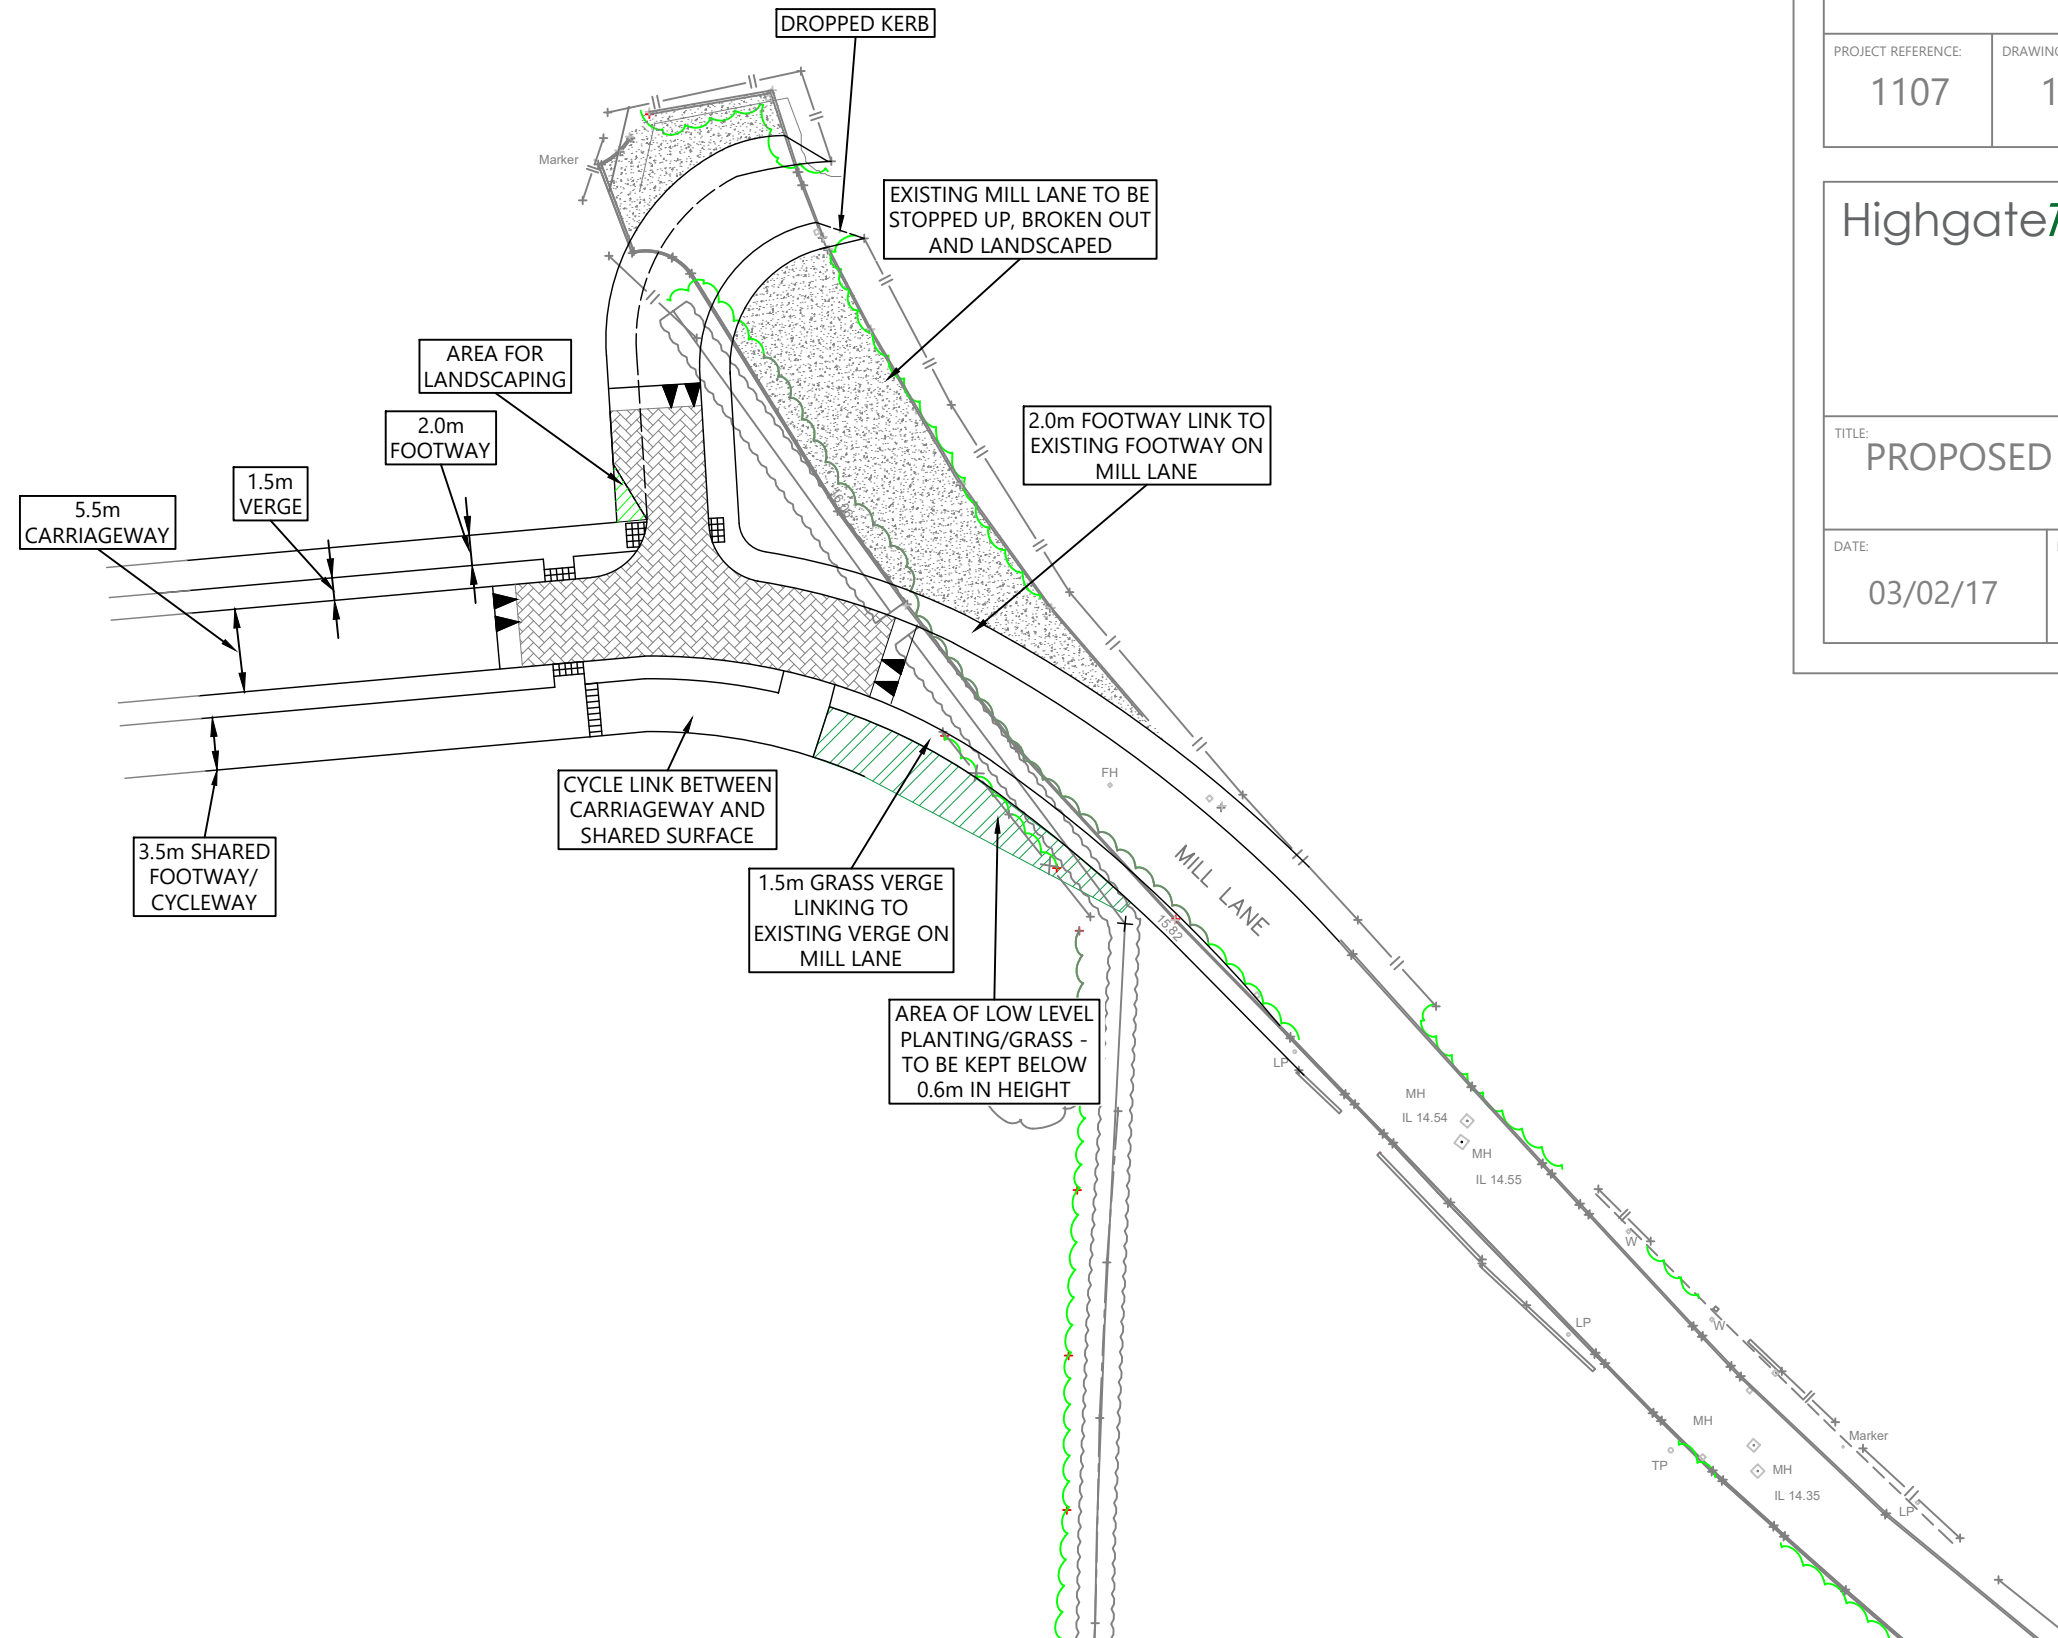 DROPPED KERB
PROJECT REFERENCE:
1107
Marker
EXISTING MILL LANE TO BE
STOPPED UP, BROKEN OUT
AND LANDSCAPED
Highgate
AREA FOR
LANDSCAPING
2.0m
FOOTWAY
2.0m FOOTWAY LINK TO
EXISTING FOOTWAY ON
MILL LANE
TITLE:
PROPOSED
1.5m
VERGE
5.5m
CARRIAGEWAY
DATE:
03/02/17
CYCLE LINK BETWEEN
CARRIAGEWAY AND
SHARED SURFACE
FH
3.5m SHARED
FOOTWAY/
CYCLEWAY
MILL LANE
1.5m GRASS VERGE
LINKING TO
EXISTING VERGE ON
MILL LANE
15.82
AREA OF LOW LEVEL
PLANTING/GRASS -
TO BE KEPT BELOW
0.6m IN HEIGHT
LP
MH
IL 14.54
MH
IL 14.55
W
LP
W
MH
Marker
TP
MH
IL 14.35
LP